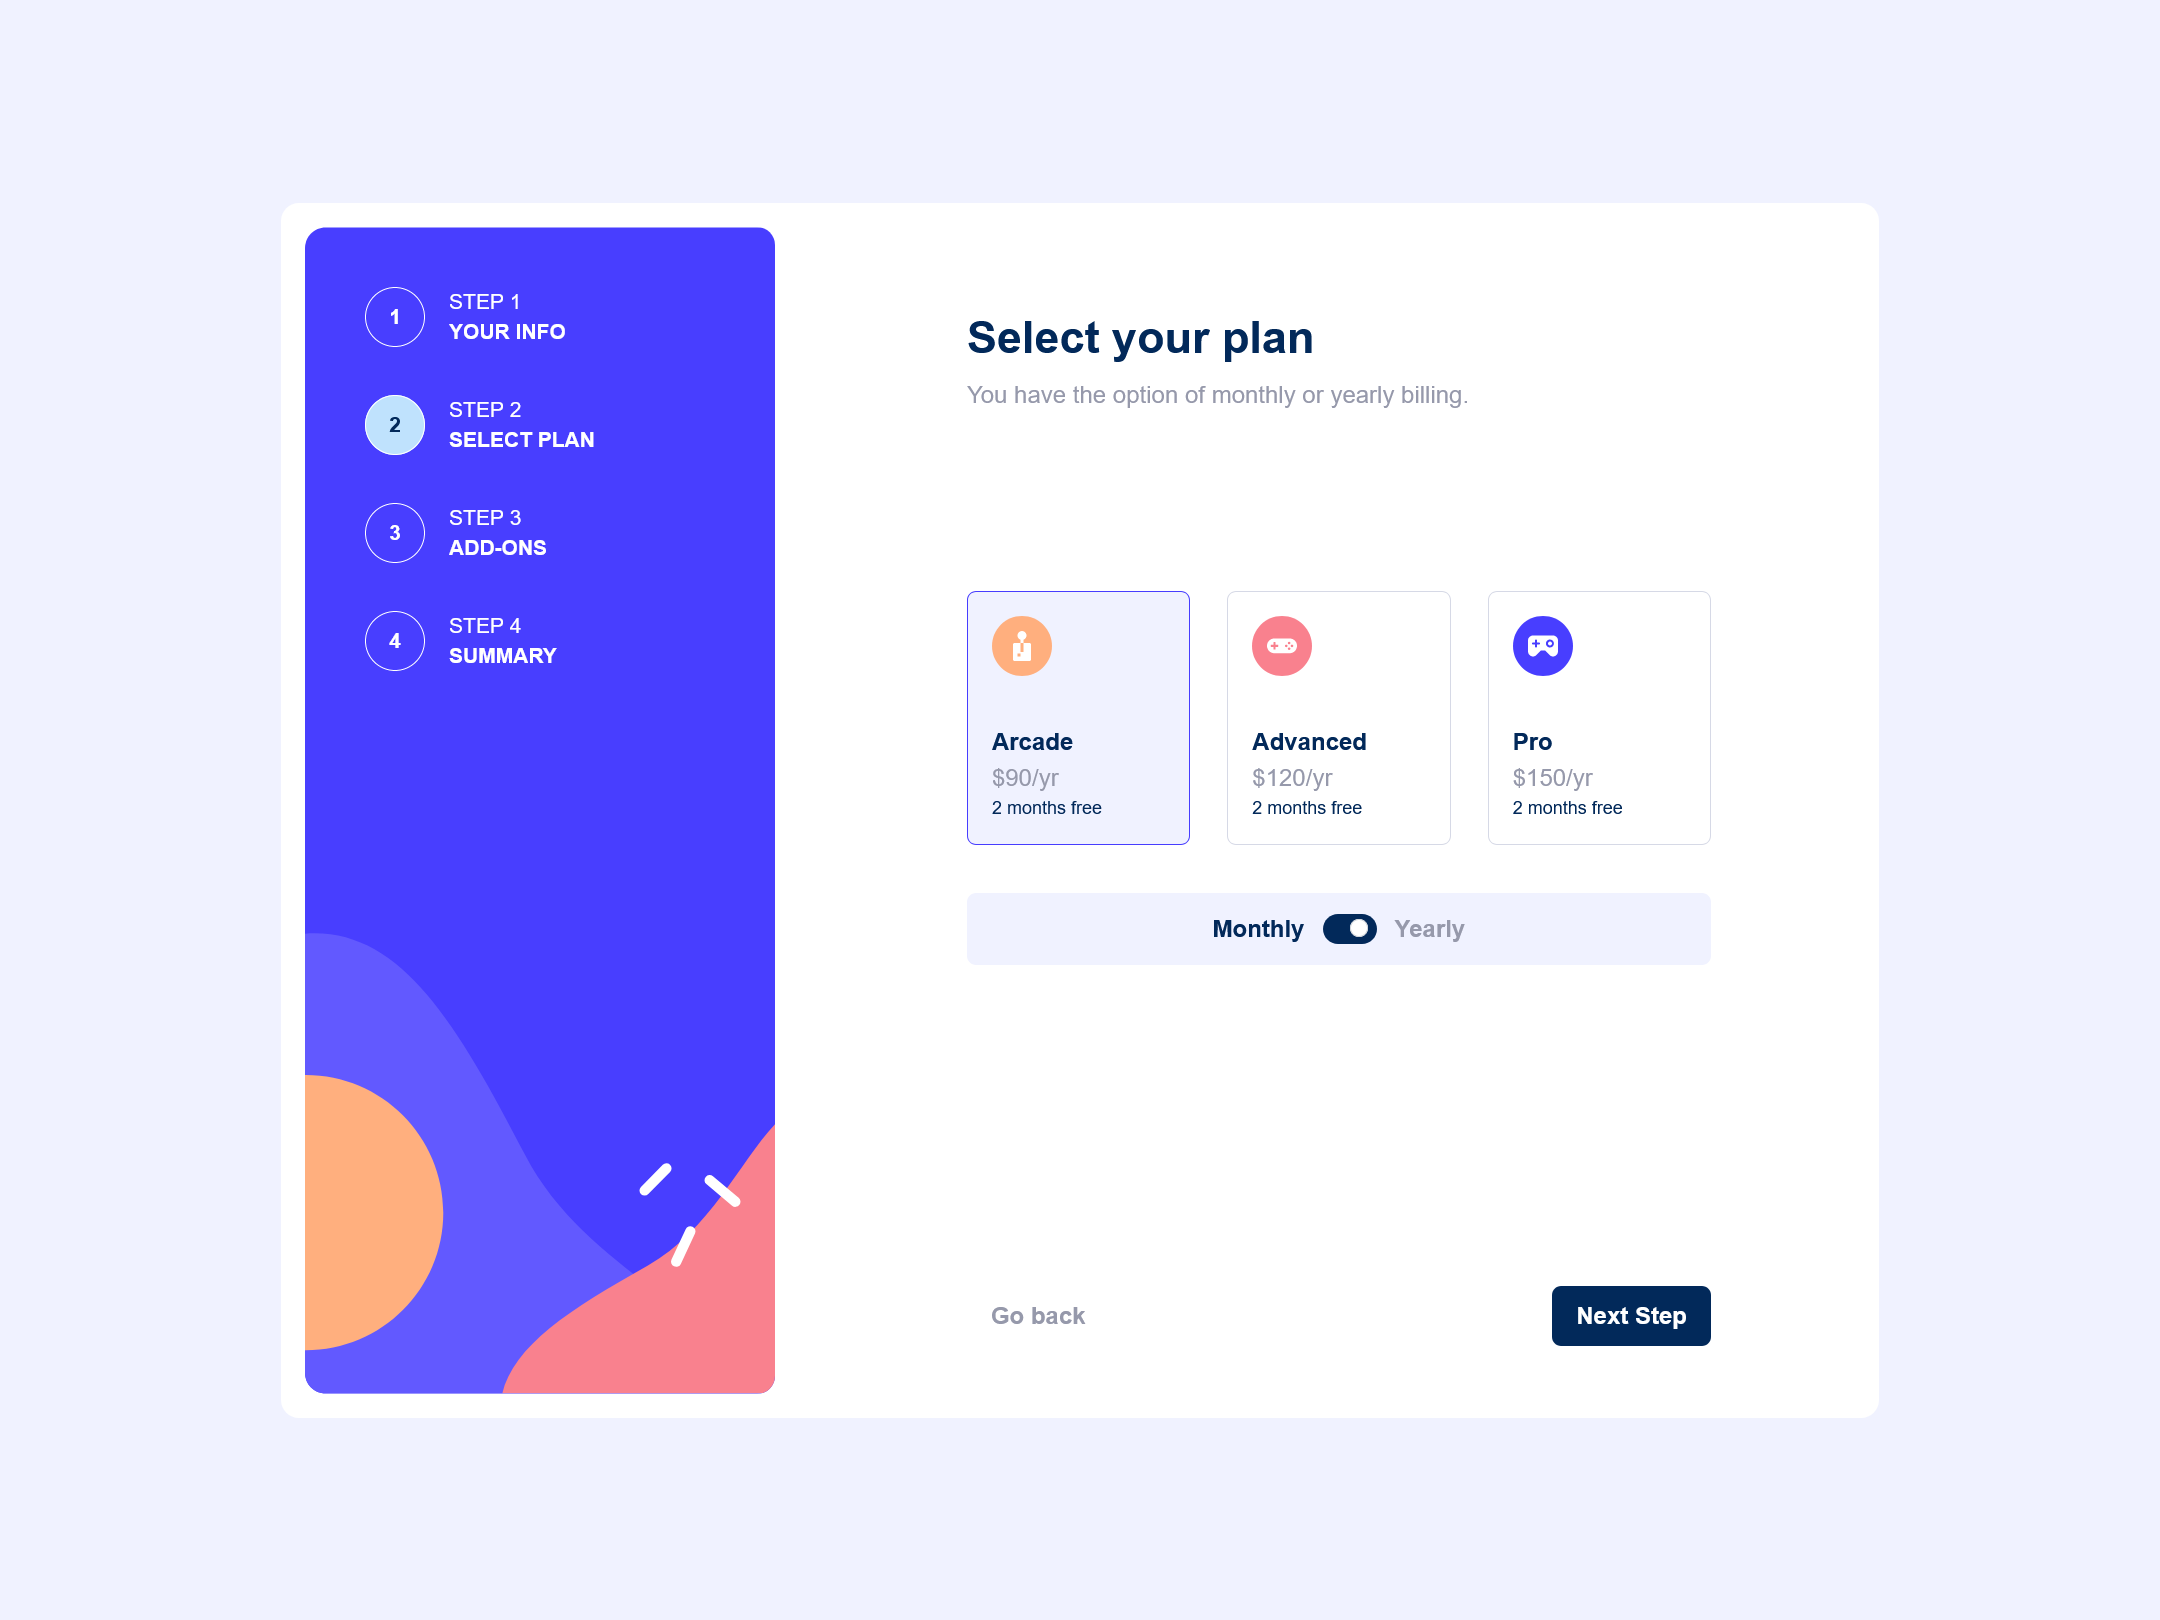 1
STEP 1
YOUR INFO
2
STEP 2
SELECT PLAN
3
STEP 3
ADD-ONS
4
STEP 4
SUMMARY
Select your plan
You have the option of monthly or yearly billing.
Arcade
$90/yr
2 months free
Advanced
$120/yr
2 months free
Pro
$150/yr
2 months free
Monthly Yearly
Go back
Next Step